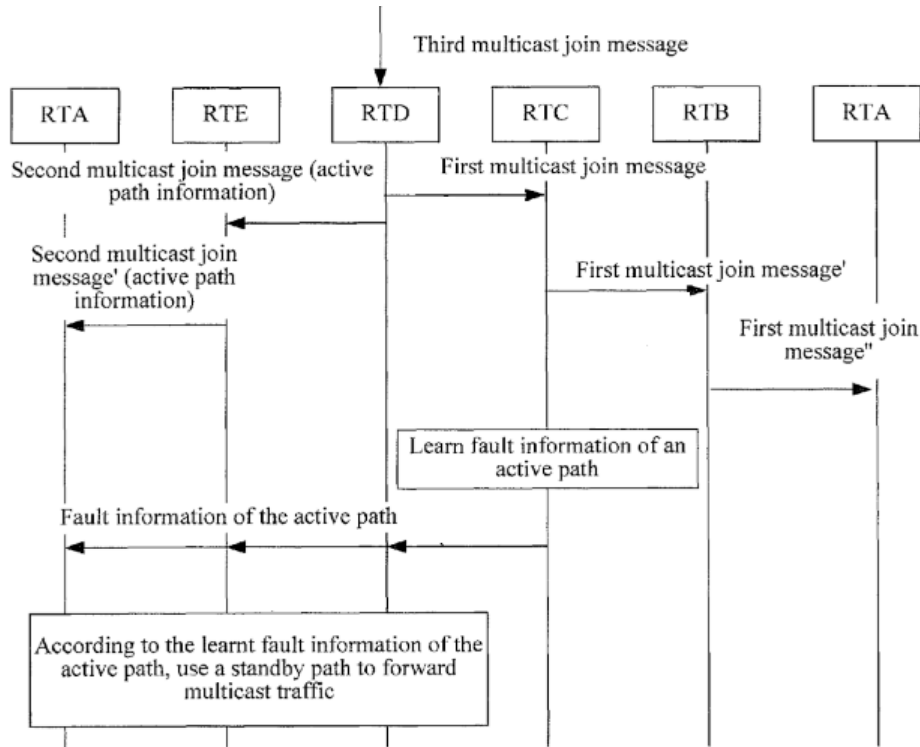 Third multicast join message
RTA
RTE
RTD
RTC
RTB
RTA
Second multicast join message (active
path information)
First multicast join message
Second multicast join
message' (active path
information)
First multicast join message'
First multicast join
message"
Learn fault information of an
active path
Fault information of the active path
According to the learnt fault information of the
active path, use a standby path to forward
multicast traffic